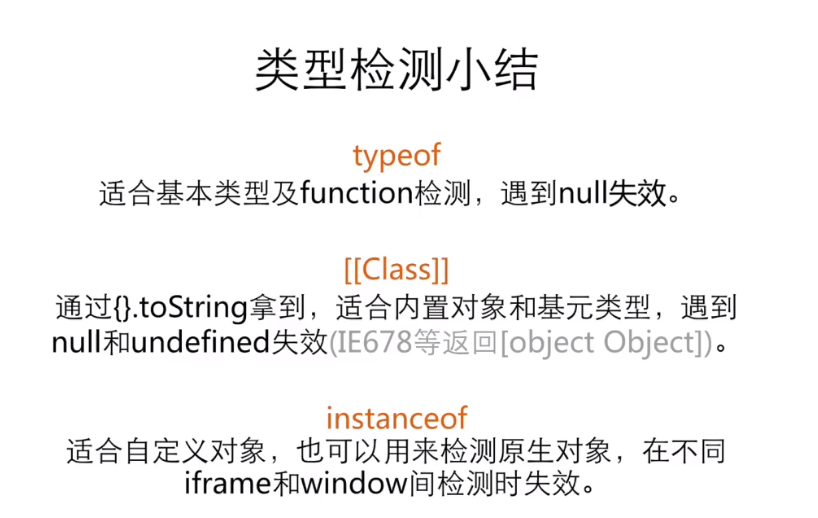 类型检测小结
typeof
适合基本类型及function检测，遇到null失效。
[[Class]]
通过{}.toString拿到，适合内置对象和基元类型，遇到
null和undefined失效(IE678等返回[object Object])。
instanceof
适合自定义对象，也可以用来检测原生对象，在不同
iframe和window间检测时失效。